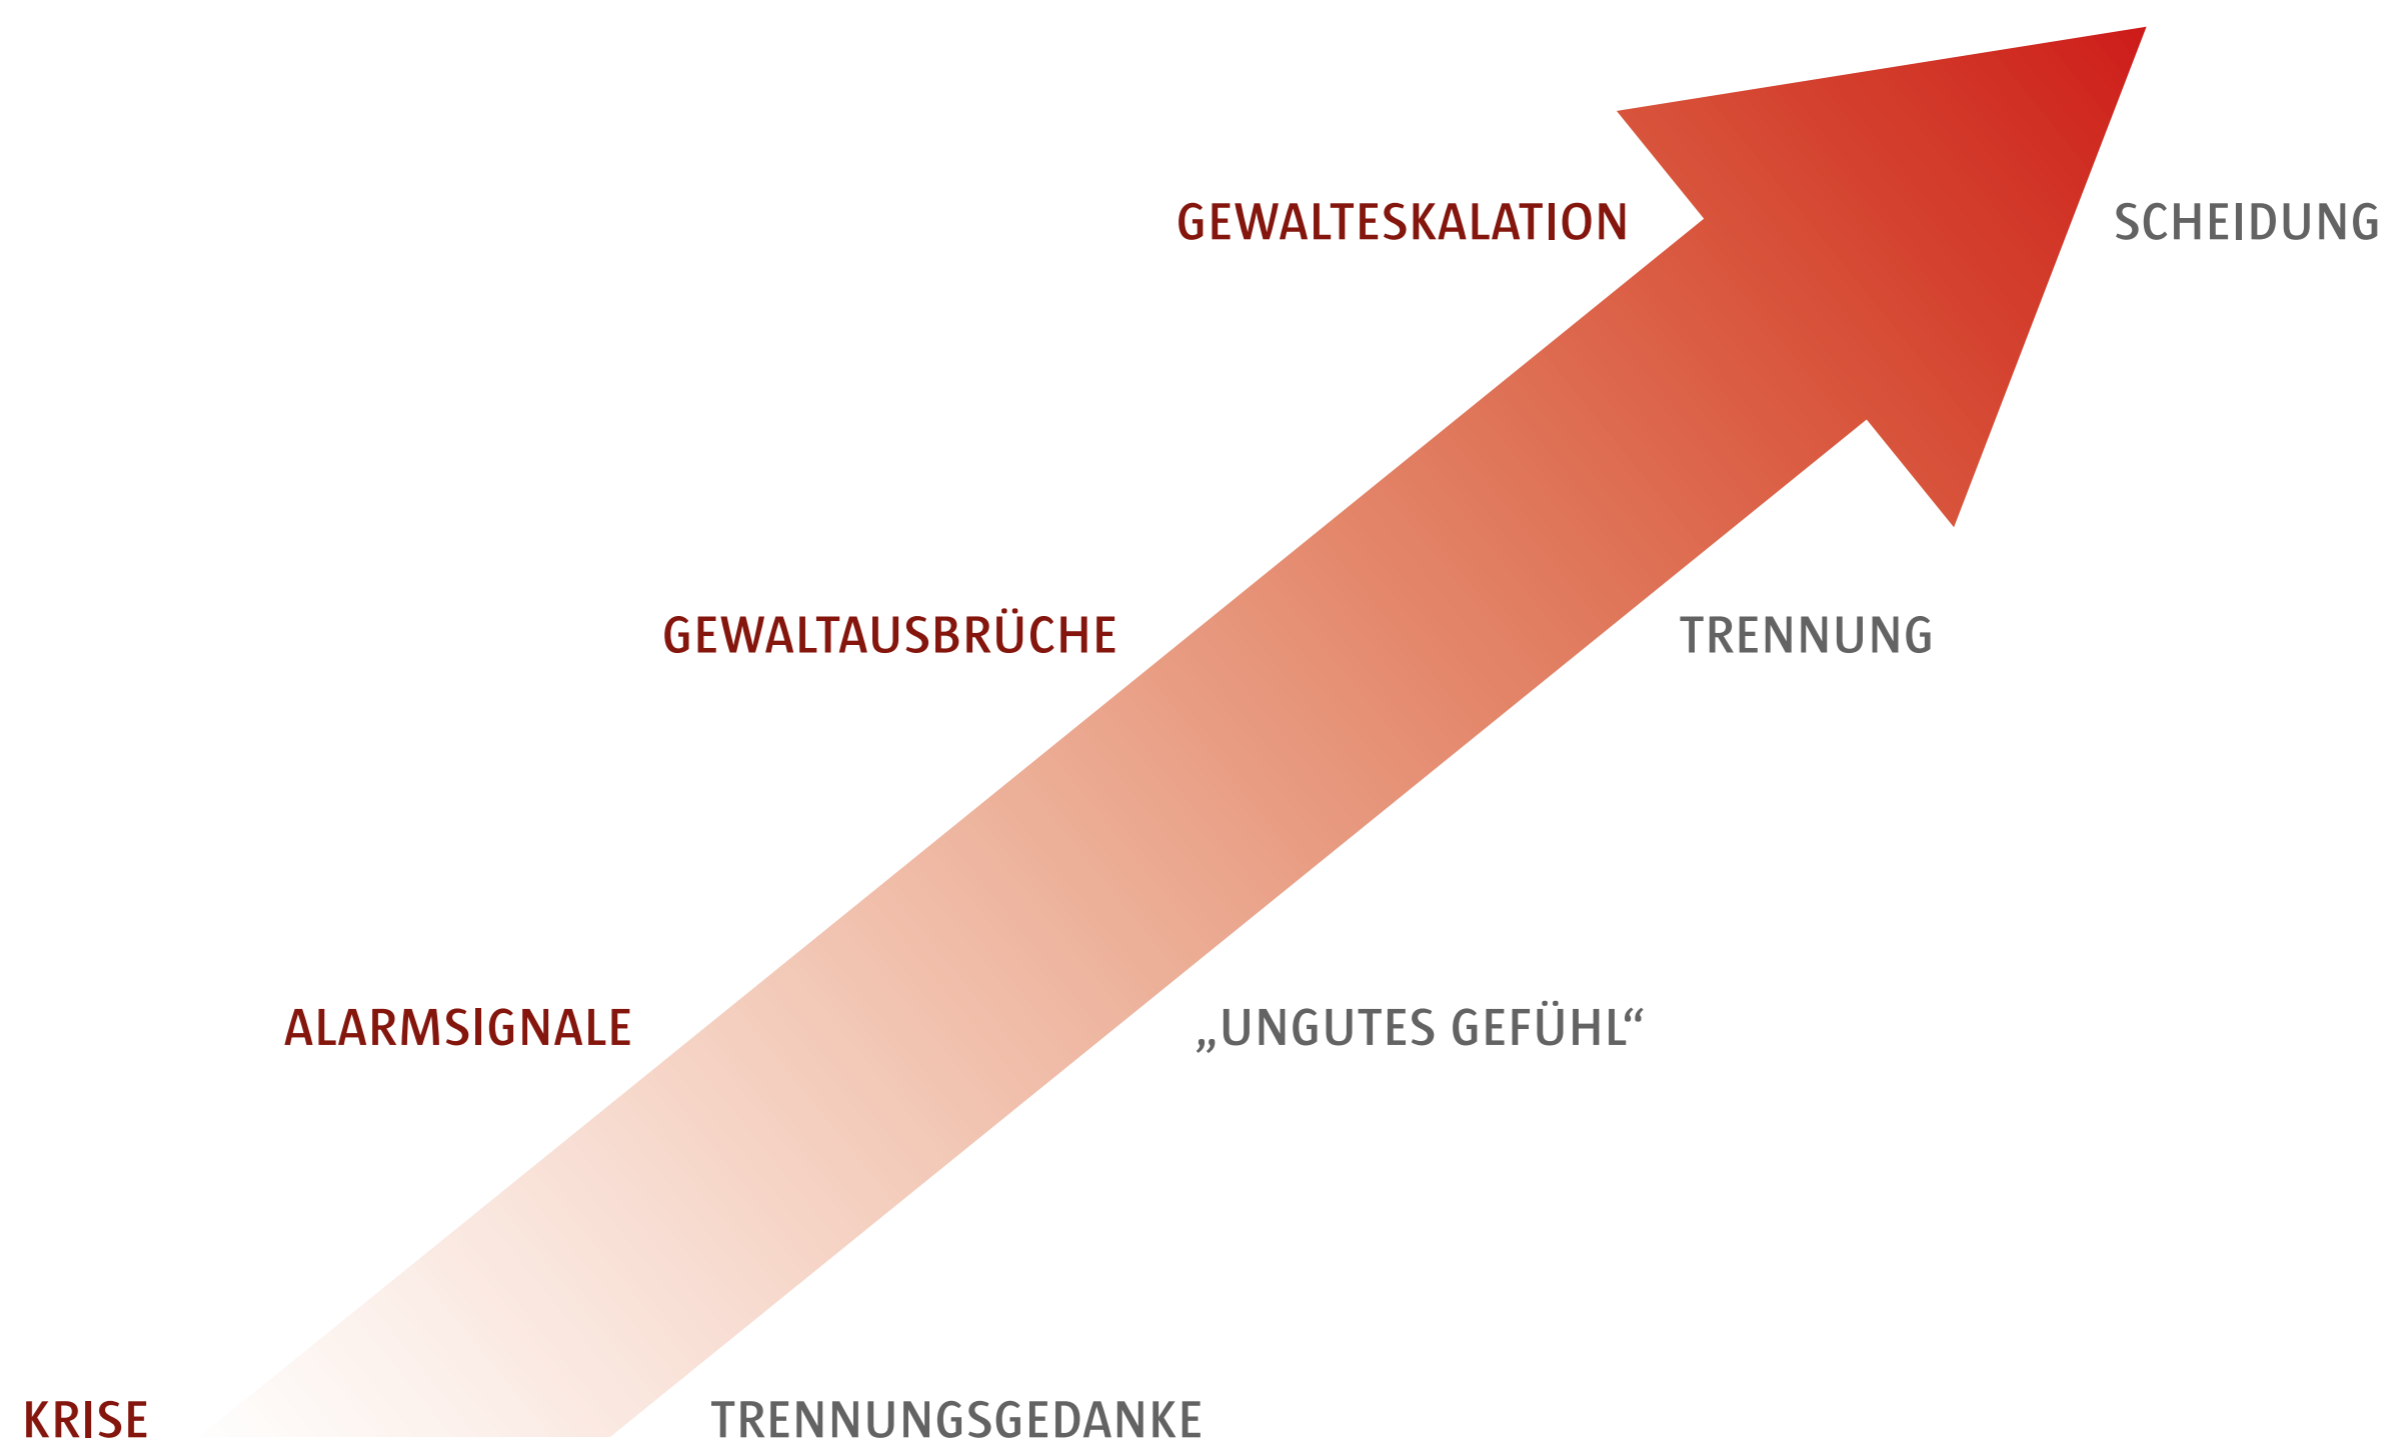 GEWALTESKALATION
SCHEIDUNG
GEWALTAUSBRÜCHE
TRENNUNG
ALARMSIGNALE
„UNGUTES GEFÜHL“
KRISE
TRENNUNGSGEDANKE